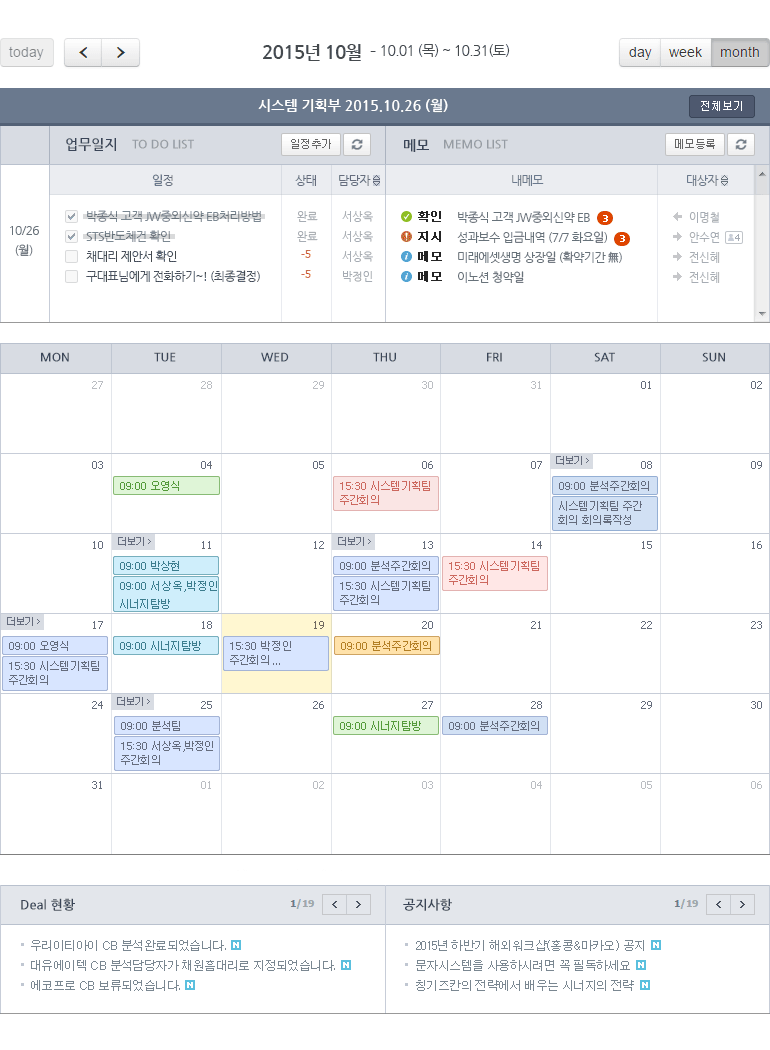 today
2015년 10월 - 10.01 (목) ~ 10.31(토)
day week month
시스템 기획부 2015.10.26 (월)
전체보기
업무일지 TO DO LIST
일정추가
메모 MEMO LIST
메모등록
일정 상태 담당자
내메모 대상자
10/26
(월)
박종식 고객 JW중외신약 EB처리방법 완료 서상옥
STS반도체건 확인 완료 서상옥
채대리 제안서 확인 -5 서상옥
구대표님에게 전화하기~! (최종결정) -5 박정인
확인 박종식 고객 JW중외신약 EB 3 이명철
지시 성과보수 입금내역 (7/7 화요일) 3 안수연 4
메모 미래에셋생명 상장일 (확약기간 無) 전신혜
메모 이노션 청약일 전신혜
MON TUE WED THU FRI SAT SUN
27 28 29 30 31 01 02
03 04 05 06 07 더보기 > 08 09
09:00 오영식
15:30 시스템기획팀
주간회의
09:00 분석주간회의
시스템기획팀 주간
회의 회의록작성
10 더보기 > 11 12 더보기 > 13 14 15 16
09:00 박상현
09:00 서상옥,박정인
시너지탐방
09:00 분석주간회의
15:30 시스템기획팀
주간회의
15:30 시스템기획팀
주간회의
더보기 > 17 18 19 20 21 22 23
09:00 오영식
15:30 시스템기획팀
주간회의
09:00 시너지탐방
15:30 박정인
주간회의 ...
09:00 분석주간회의
24 더보기 > 25 26 27 28 29 30
09:00 분석팀
15:30 서상옥,박정인
주간회의
09:00 시너지탐방
09:00 분석주간회의
31 01 02 03 04 05 06
Deal 현황 1/19
우리이티아이 CB 분석완료되었습니다. N
대유에이텍 CB 분석담당자가 채원홈대리로 지정되었습니다. N
에코프로 CB 보류되었습니다. N
공지사항 1/19
2015년 하반기 해외워크샵(홍콩&마카오) 공지 N
문자시스템을 사용하시려면 꼭 필독하세요 N
칭기즈칸의 전략에서 배우는 시너지의 전략 N